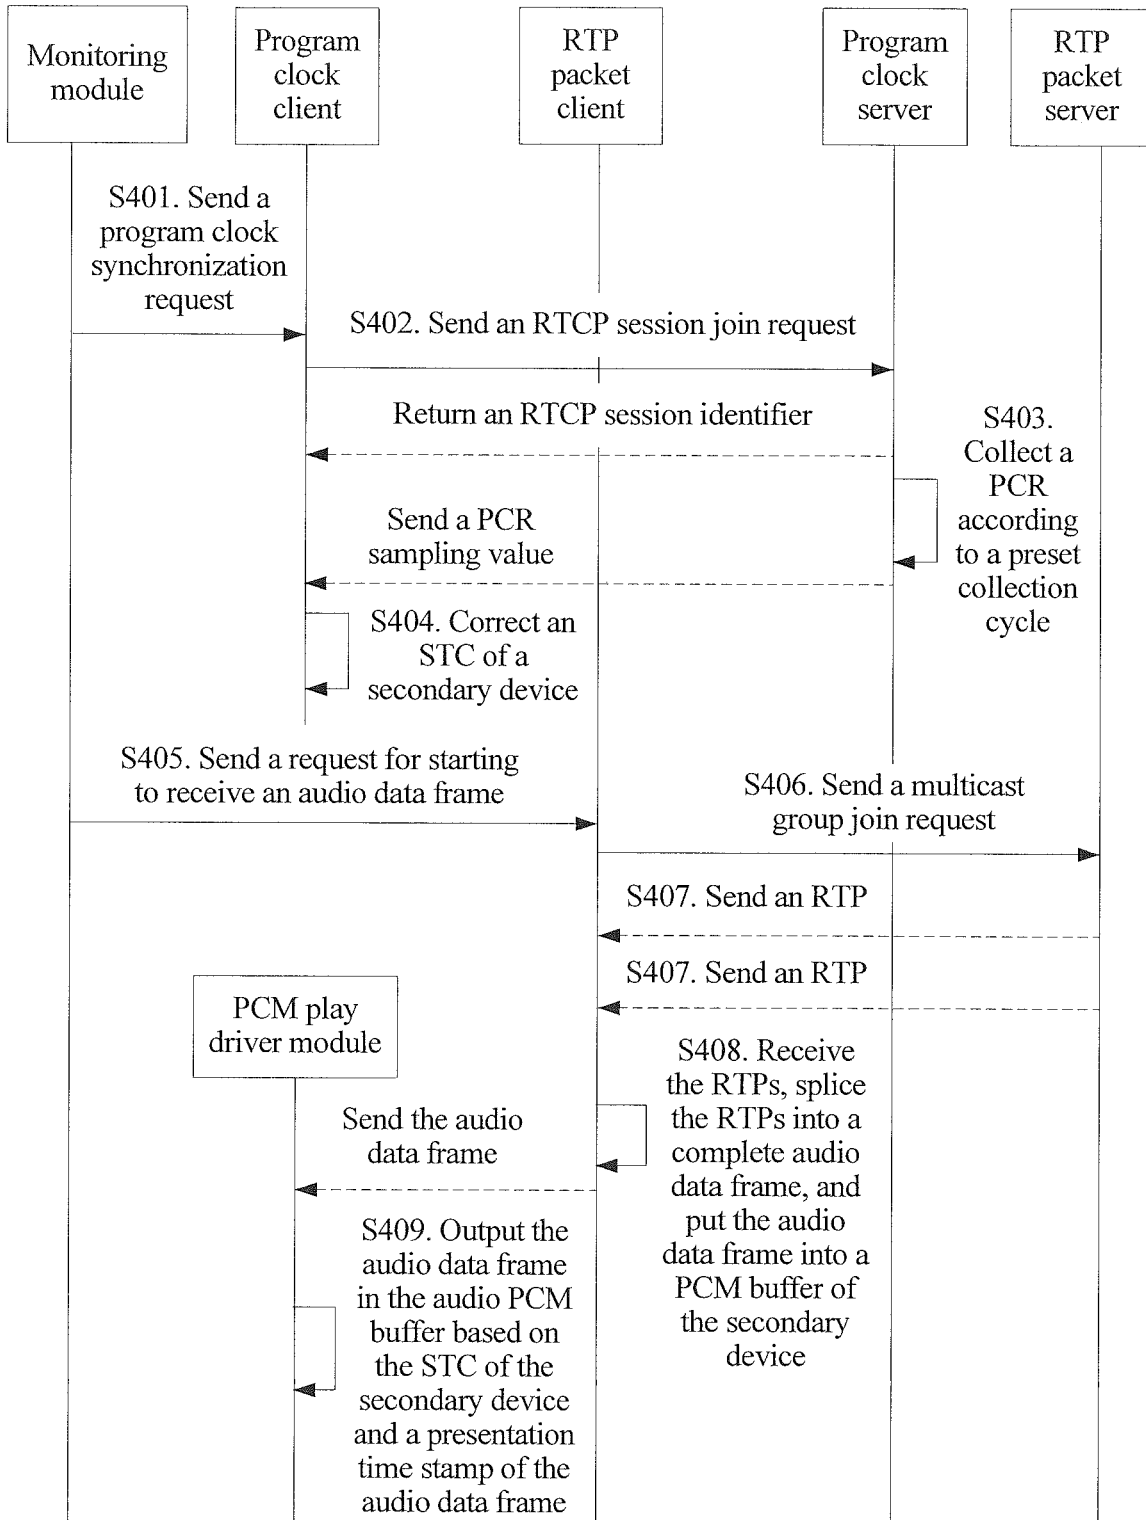 Monitoring
module
Program
clock
client
RTP
packet
client
Program
clock
server
RTP
packet
server
S401. Send a
program clock
synchronization
request
S402. Send an RTCP session join request
Return an RTCP session identifier
S403.
Collect a
PCR
according
to a preset
collection
cycle
Send a PCR
sampling value
S404. Correct an
STC of a
secondary device
S405. Send a request for starting
to receive an audio data frame
S406. Send a multicast
group join request
S407. Send an RTP
S407. Send an RTP
PCM play
driver module
S408. Receive
the RTPs, splice
the RTPs into a
complete audio
data frame, and
put the audio
data frame into a
PCM buffer of
the secondary
device
Send the audio
data frame
S409. Output the
audio data frame
in the audio PCM
buffer based on
the STC of the
secondary device
and a presentation
time stamp of the
audio data frame